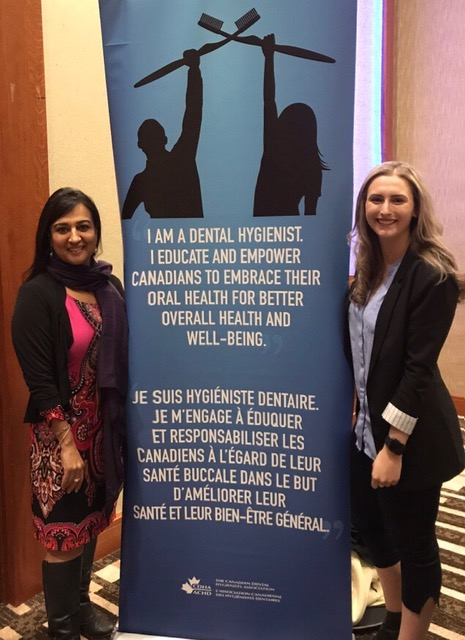 “I AM A DENTAL HYGIENIST.
I EDUCATE AND EMPOWER
CANADIANS TO EMBRACE THEIR
ORAL HEALTH FOR BETTER
OVERALL HEALTH AND
WELL-BEING.”
“JE SUIS HYGIÉNISTE DENTAIRE.
JE M'ENGAGE À ÉDUQUER
ET RESPONSABILISER LES
CANADIENS À L'ÉGARD DE LEUR
SANTÉ BUCCALE DANS LE BUT
D'AMÉLIORER LEUR
SANTÉ ET LEUR BIEN-ÊTRE GÉNÉRAL”
CDHA
ACHD
THE CANADIAN DENTAL
HYGIENISTS ASSOCIATION
L'ASSOCIATION CANADIENNE
DES HYGIÉNISTES DENTAIRES